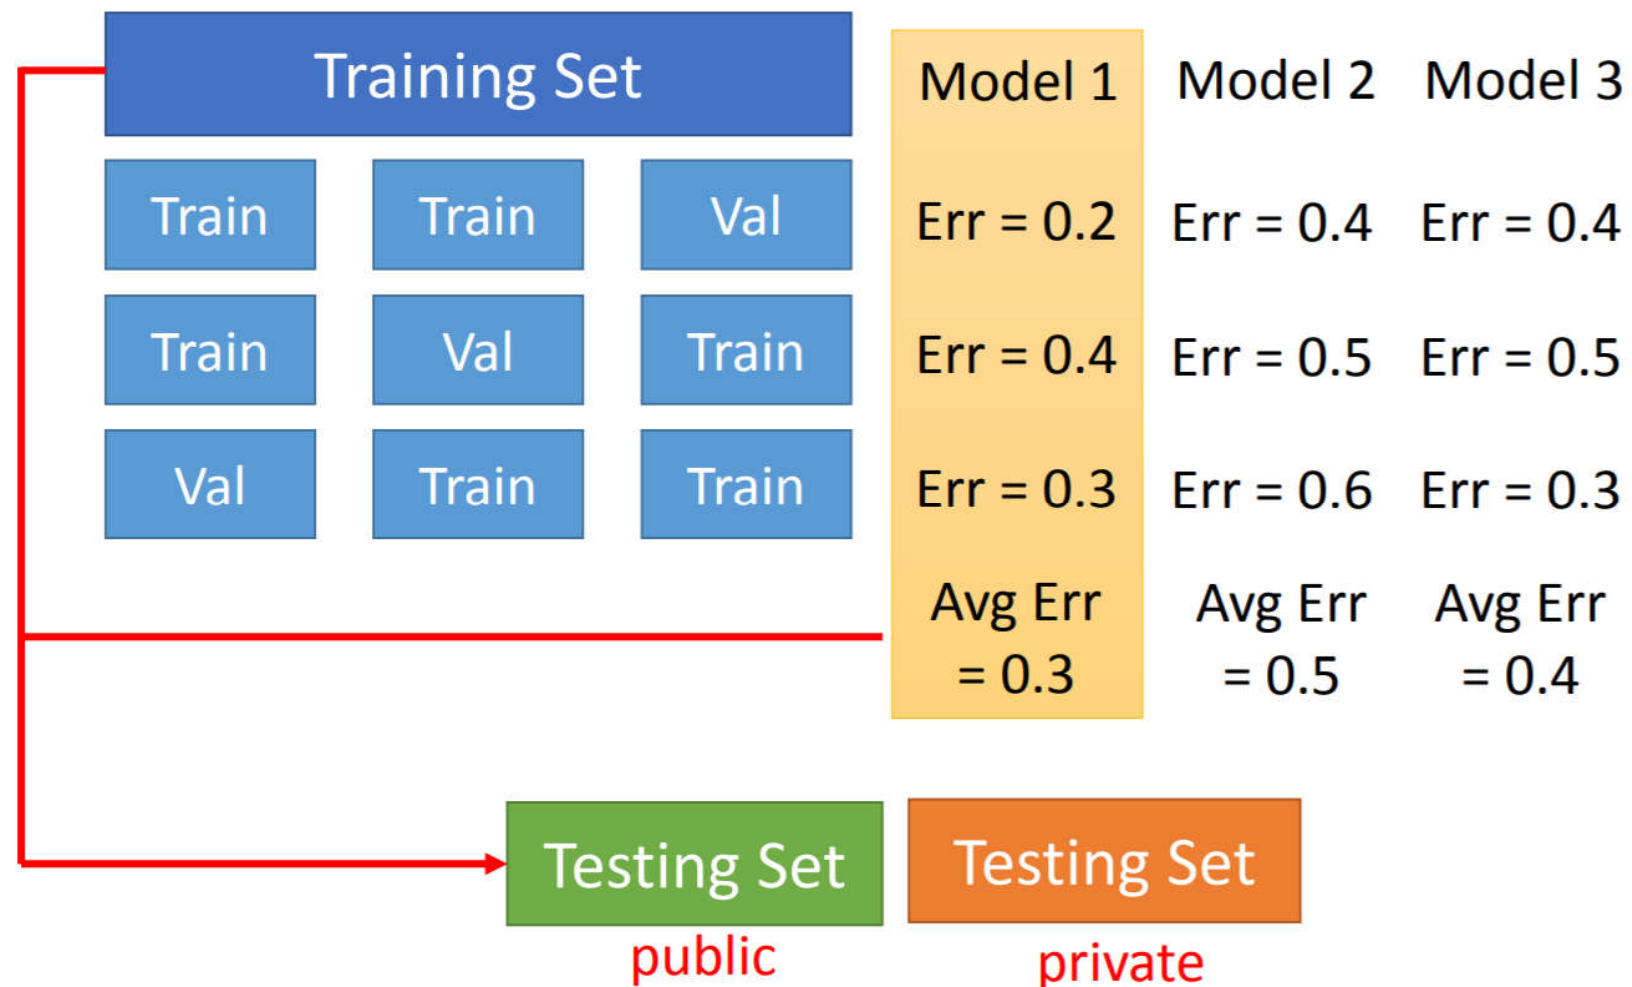 Training Set
Model 1 Model 2 Model 3
Train Train Val Err = 0.2 Err = 0.4 Err = 0.4
Train Val Train Err = 0.4 Err = 0.5 Err = 0.5
Val Train Train Err = 0.3 Err = 0.6 Err = 0.3
Avg Err Avg Err Avg Err
= 0.3 = 0.5 = 0.4
Testing Set Testing Set
public private